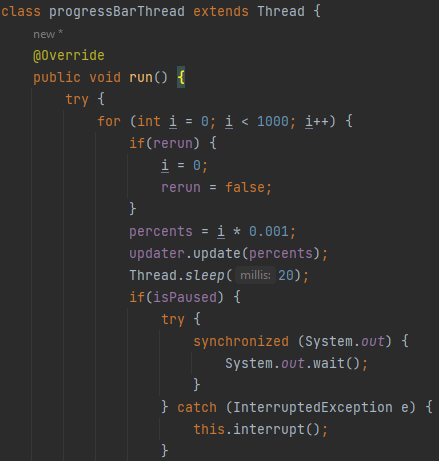 class progressBarThread extends Thread {
new *
@Override
public void run() {
try {
for (int i = 0; i < 1000; i++) {
if(rerun) {
i = 0;
rerun = false;
}
percents = i * 0.001;
updater.update(percents);
Thread.sleep( millis: 20);
if(isPaused) {
try {
synchronized (System.out) {
System.out.wait();
}
} catch (InterruptedException e) {
this.interrupt();
}